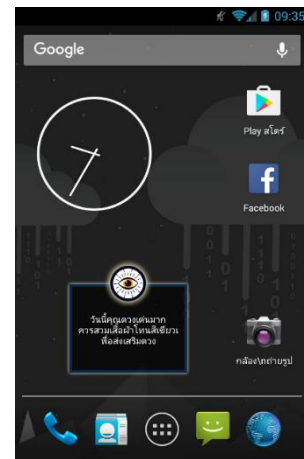 09:35
Google
Play สโตร์
Facebook
วันนี้คุณดวงเด่นมาก
ควรสวมเสื้อผ้าโทนสีเขียวเ
พื่อส่งเสริมดวง
กล้อง\nถ่ายรูป